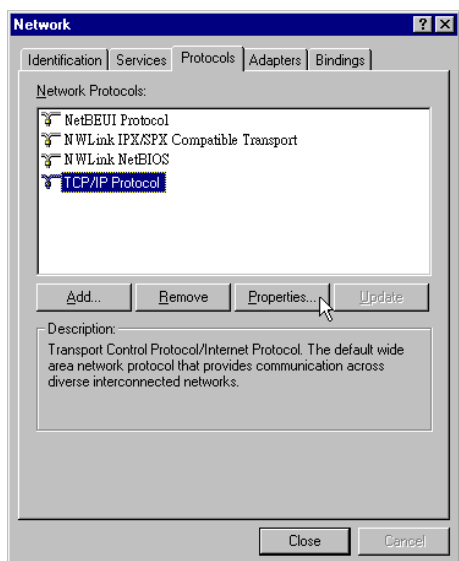 Network
Identification Services Protocols Adapters Bindings
Network Protocols:
NetBEUI Protocol
NWLink IPX/SPX Compatible Transport
NWLink NetBIOS
TCP/IP Protocol
Add... Remove Properties... Update
Description:
Transport Control Protocol/Internet Protocol. The default wide
area network protocol that provides communication across
diverse interconnected networks.
Close Cancel